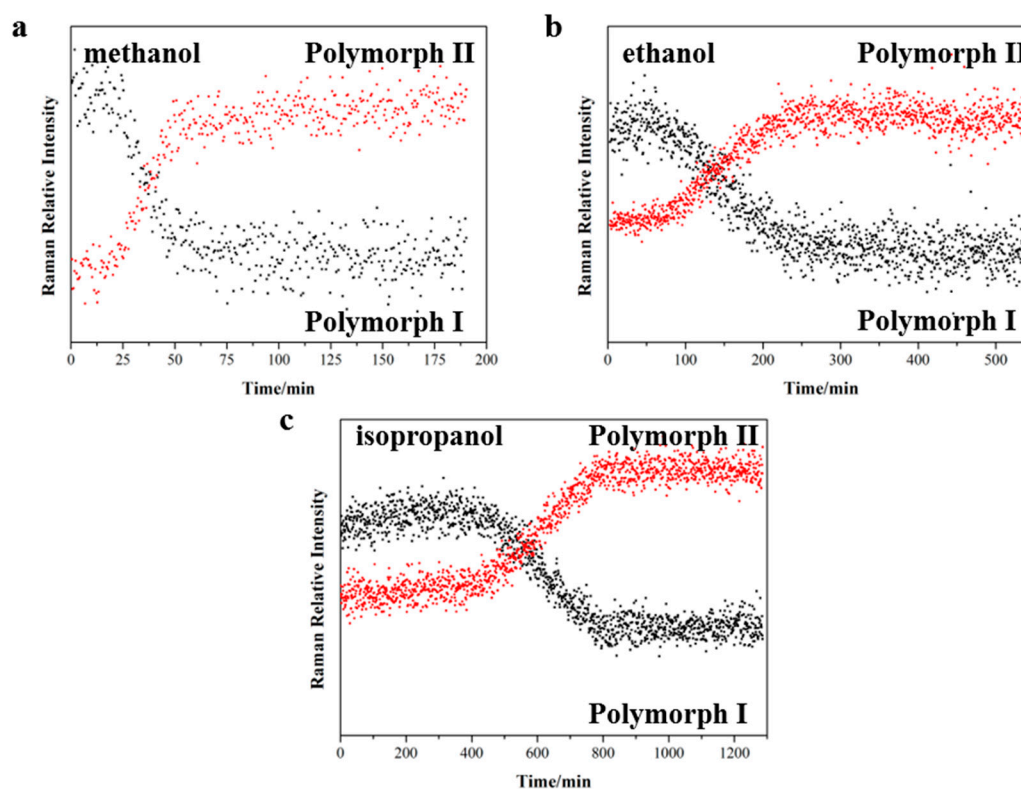 a
methanol Polymorph II
Raman Relative Intensity
Polymorph I
0 25 50 75 100 125 150 175 200
Time/min
b
ethanol Polymorph II
Raman Relative Intensity
Polymorph I
0 100 200 300 400 500
Time/min
c
isopropanol Polymorph II
Raman Relative Intensity
Polymorph I
0 200 400 600 800 1000 1200
Time/min